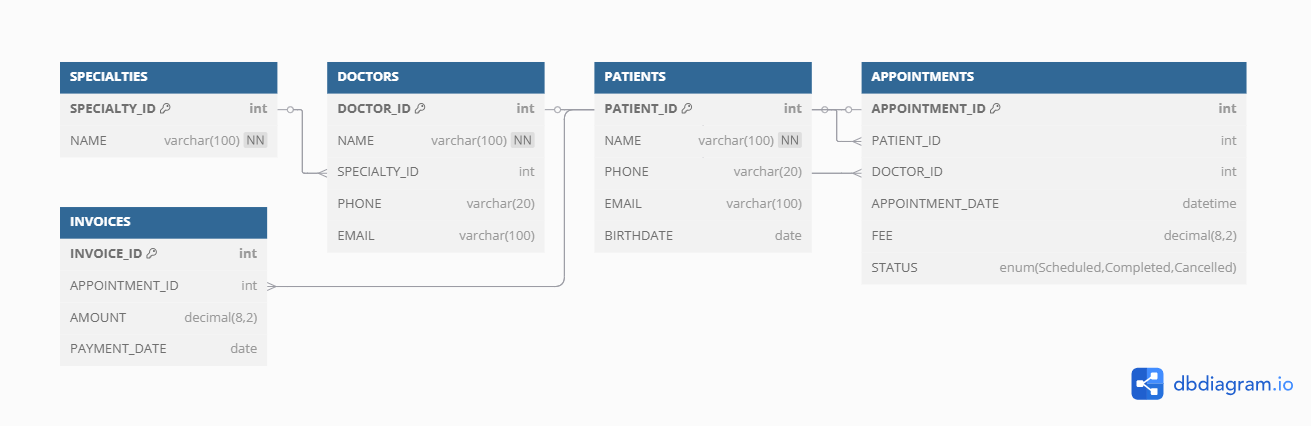 SPECIALTIES
SPECIALTY_ID int
NAME varchar(100) NN
DOCTORS
DOCTOR_ID int
NAME varchar(100) NN
SPECIALTY_ID int
PHONE varchar(20)
EMAIL varchar(100)
PATIENTS
PATIENT_ID int
NAME varchar(100) NN
PHONE varchar(20)
EMAIL varchar(100)
BIRTHDATE date
APPOINTMENTS
APPOINTMENT_ID int
PATIENT_ID int
DOCTOR_ID int
APPOINTMENT_DATE datetime
FEE decimal(8,2)
STATUS enum(Scheduled,Completed,Cancelled)
INVOICES
INVOICE_ID int
APPOINTMENT_ID int
AMOUNT decimal(8,2)
PAYMENT_DATE date
dbdiagram.io